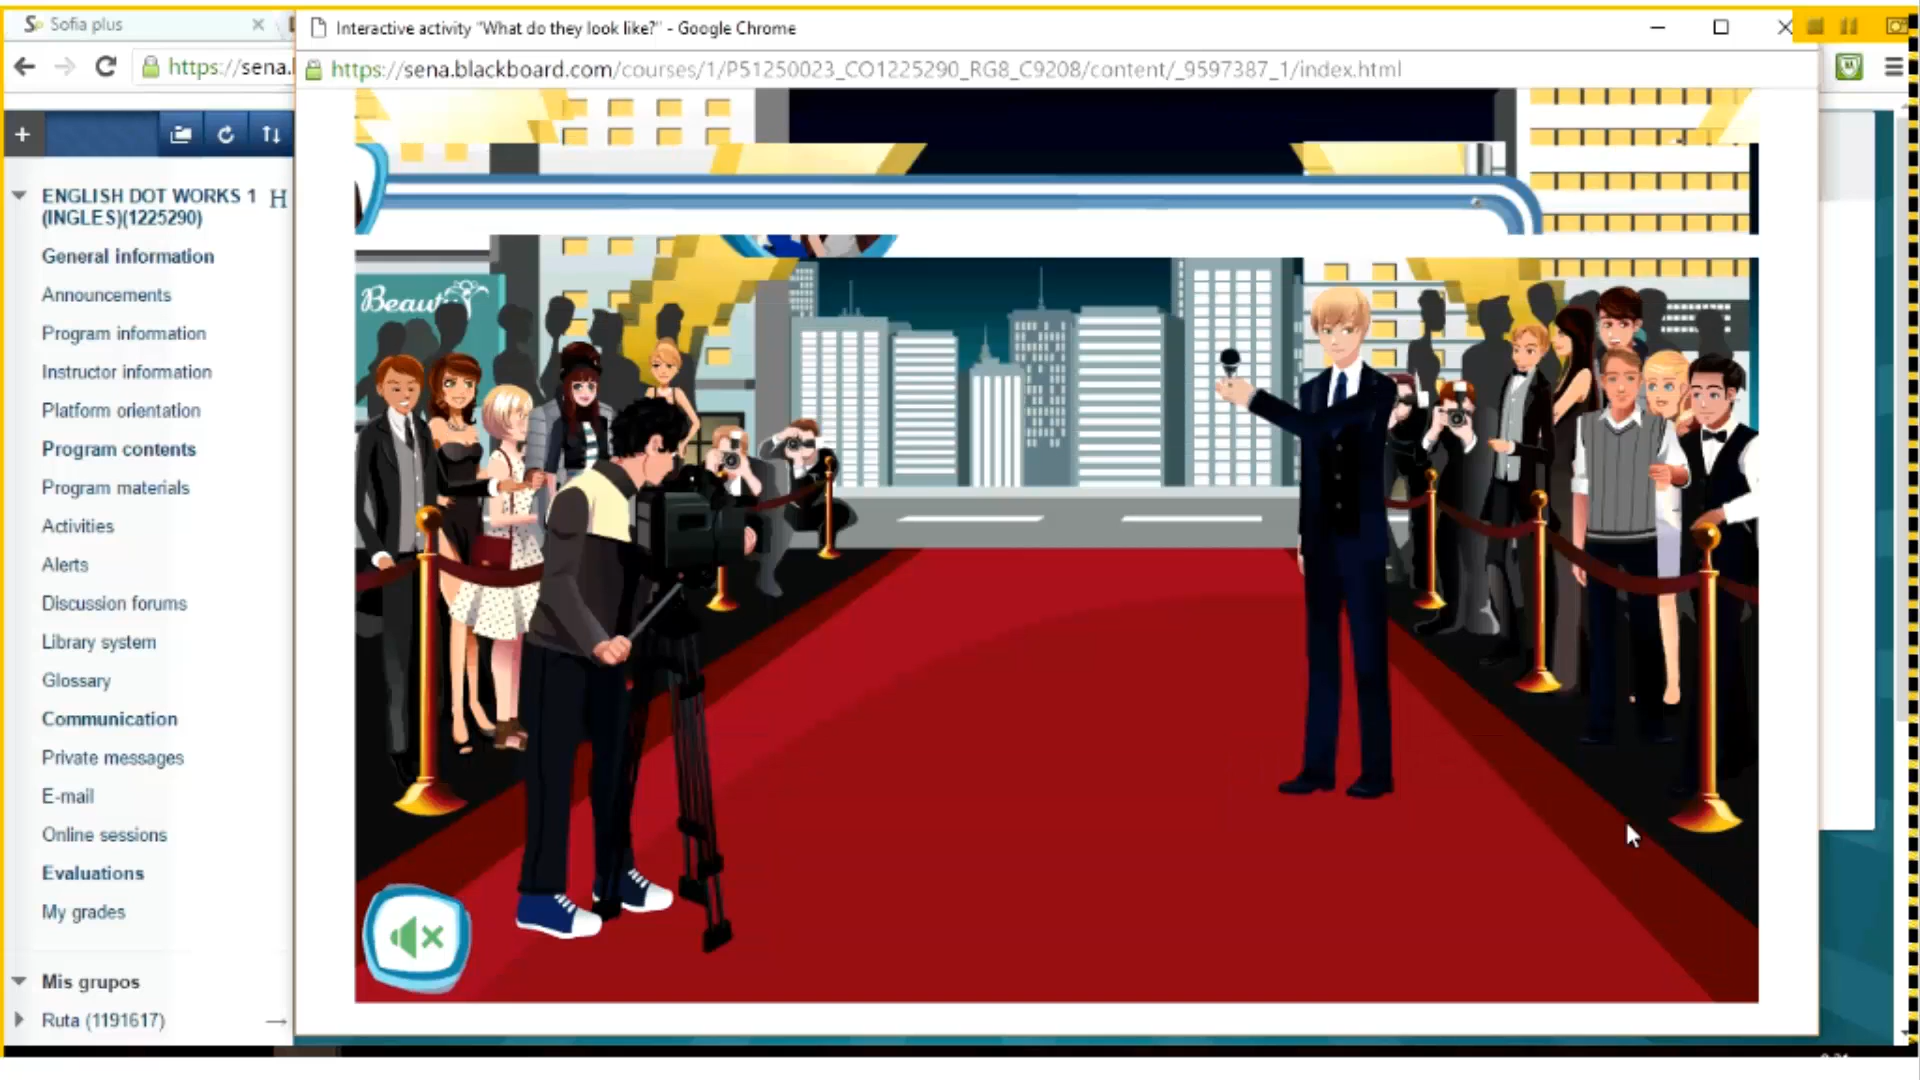 Sofia plus
Interactive activity "What do they look like?" - Google Chrome
https://sena.
https://sena.blackboard.com/courses/1/P51250023_CO1225290_RG8_C9208/content/_9597387_1/index.html
ENGLISH DOT WORKS 1
(INGLES)(1225290)
General information
Announcements
Program information
Instructor information
Platform orientation
Program contents
Program materials
Activities
Alerts
Discussion forums
Library system
Glossary
Communication
Private messages
E-mail
Online sessions
Evaluations
My grades
Mis grupos
Ruta (1191617)
Beauty